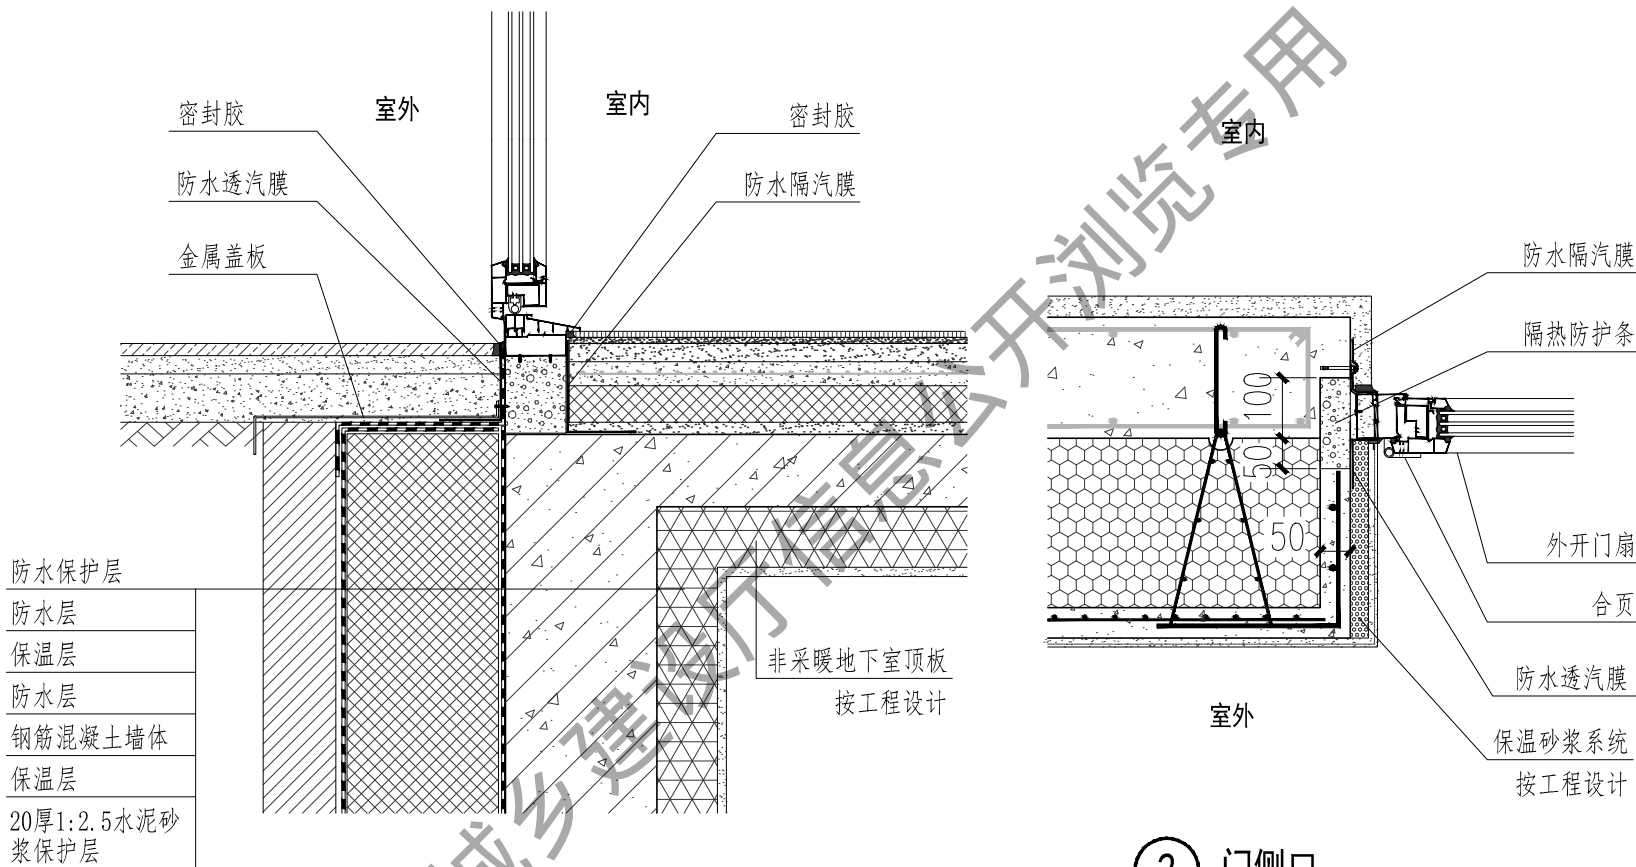 室外
室内
密封胶
防水透汽膜
金属盖板
密封胶
防水隔汽膜
防水保护层
防水层
保温层
防水层
钢筋混凝土墙体
保温层
20厚1:2.5水泥砂
浆保护层
非采暖地下室顶板
按工程设计
室内
防水隔汽膜
隔热防护条
100
50
50
外开门扇
合页
防水透汽膜
保温砂浆系统
按工程设计
室外
2 门侧口
城乡建设厅信息公开浏览专用